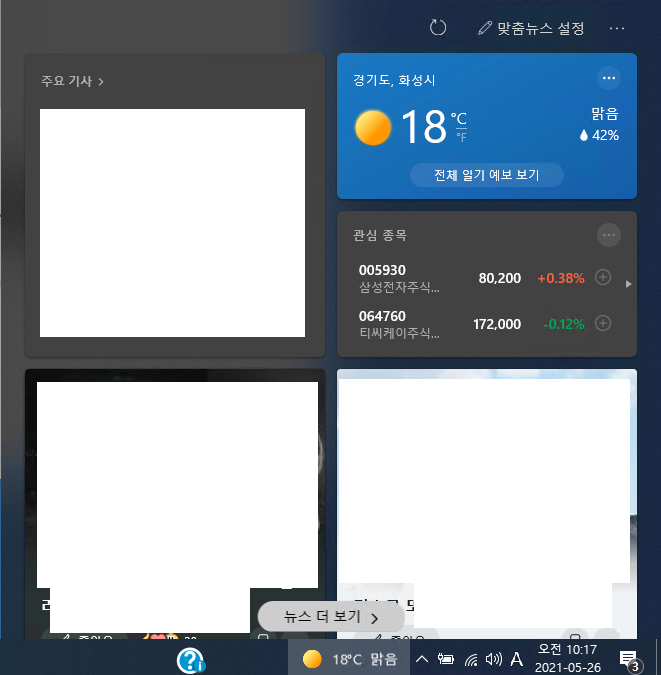 맞춤뉴스 설정
주요 기사 >
경기도, 화성시
18 °C
°F
맑음
42%
전체 일기 예보 보기
관심 종목
005930
삼성전자주식...
80,200 +0.38%
064760
티씨케이주식...
172,000 -0.12%
뉴스 더 보기 >
18°C 맑음
A
오전 10:17
2021-05-26
3